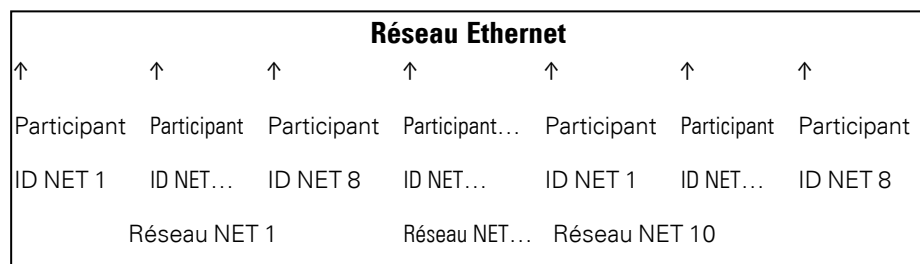 Réseau Ethernet
↑ ↑ ↑ ↑ ↑ ↑ ↑
Participant Participant Participant Participant… Participant Participant Participant
ID NET 1 ID NET… ID NET 8 ID NET… ID NET 1 ID NET… ID NET 8
Réseau NET 1 Réseau NET… Réseau NET 10